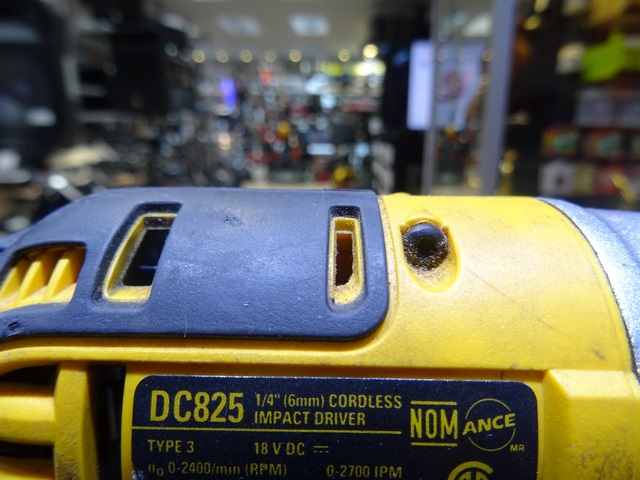 DC825 1/4" (6mm) CORDLESS
IMPACT DRIVER
NOM ANCE
MR
TYPE 3 18 V DC ⎓
n₀ 0-2400/min (RPM) 0-2700 IPM